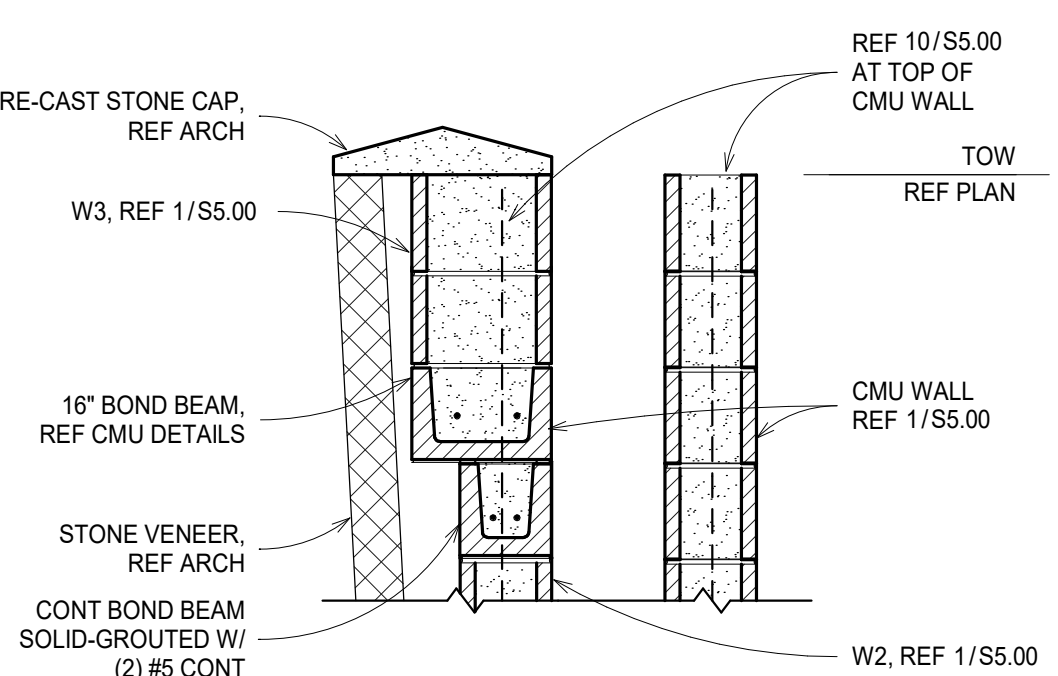 RE-CAST STONE CAP,
REF ARCH
W3, REF 1/S5.00
16" BOND BEAM,
REF CMU DETAILS
STONE VENEER,
REF ARCH
CONT BOND BEAM
SOLID-GROUTED W/
(2) #5 CONT
REF 10/S5.00
AT TOP OF
CMU WALL
TOW
REF PLAN
CMU WALL
REF 1/S5.00
W2, REF 1/S5.00